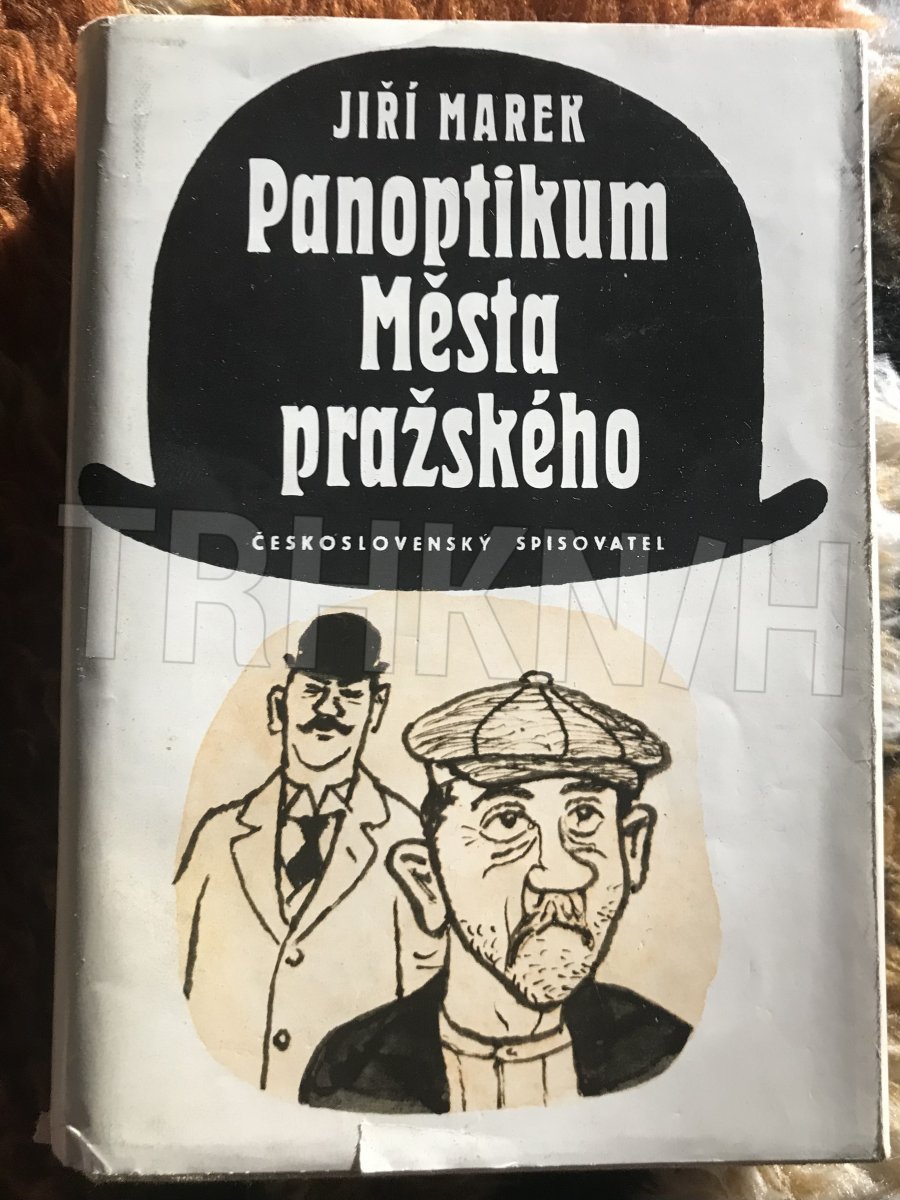 JIŘÍ MAREK
Panoptikum
Města
pražského
ČESKOSLOVENSKÝ SPISOVATEL
TRHKNIH